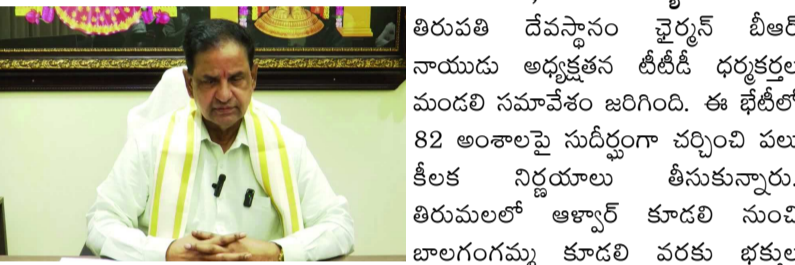 తిరుపతి దేవస్థానం ఛైర్మన్ బీఆర్
నాయుడు అధ్యక్షతన టీటీడీ ధర్మకర్తల
మండలి సమావేశం జరిగింది. ఈ భేటీలో
82 అంశాలపై సుదీర్ఘంగా చర్చించి పలు
కీలక నిర్ణయాలు తీసుకున్నారు.
తిరుమలలో ఆళ్వార్ కూడలి నుంచి
బాలగంగమ్మ కూడలి వరకు భక్తుల